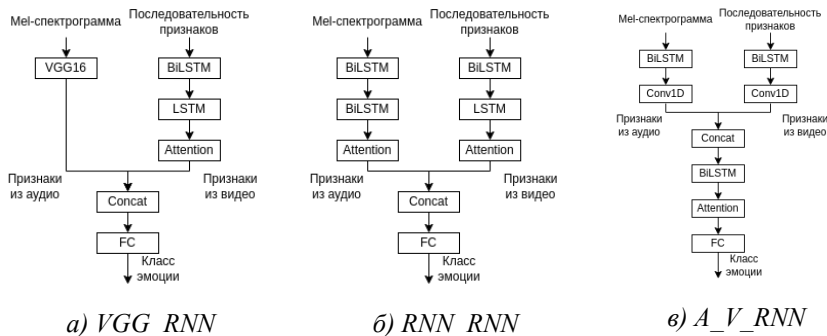 Mel-спектрограмма
Последовательность
признаков
VGG16
BiLSTM
LSTM
Attention
Признаки
из аудио
Признаки
из видео
Concat
FC
Класс
эмоции
а) VGG_RNN
Mel-спектрограмма
Последовательность
признаков
BiLSTM
BiLSTM
BiLSTM
LSTM
Attention
Attention
Признаки
из аудио
Признаки
из видео
Concat
FC
Класс
эмоции
б) RNN_RNN
Mel-спектрограмма
Последовательность
признаков
BiLSTM
BiLSTM
Conv1D
Conv1D
Признаки
из аудио
Признаки
из видео
Concat
BiLSTM
Attention
FC
Класс
эмоции
в) A_V_RNN